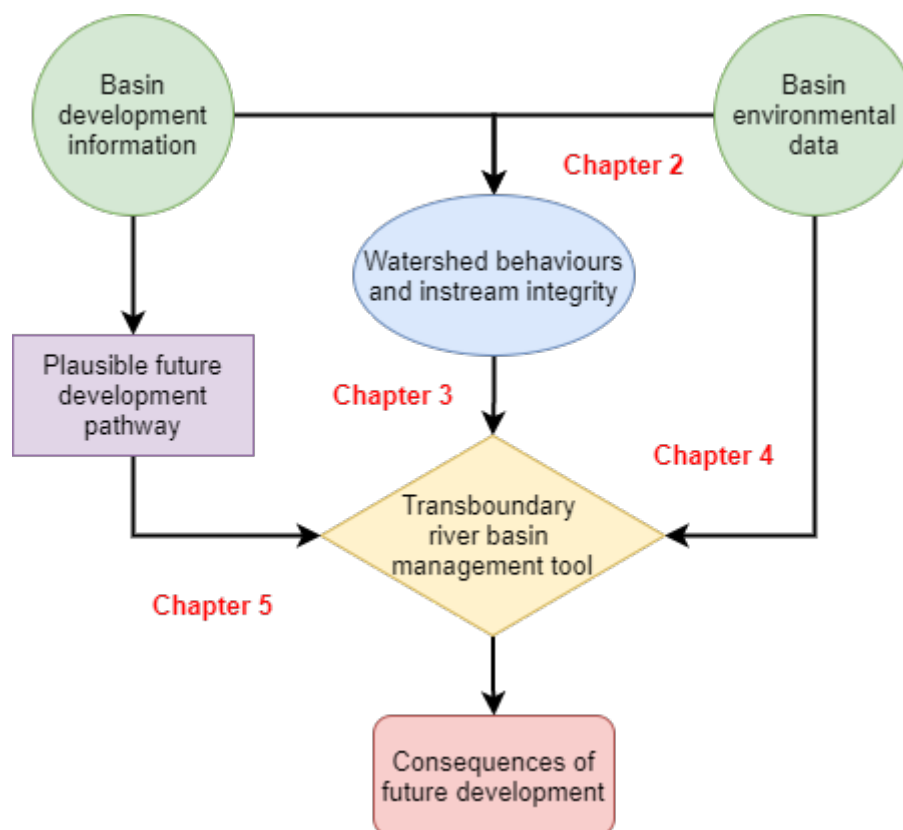 Basin
development
information
Basin
environmental
data
Chapter 2
Watershed behaviours
and instream integrity
Plausible future
development
pathway
Chapter 3
Chapter 4
Transboundary
river basin
management tool
Chapter 5
Consequences of
future development